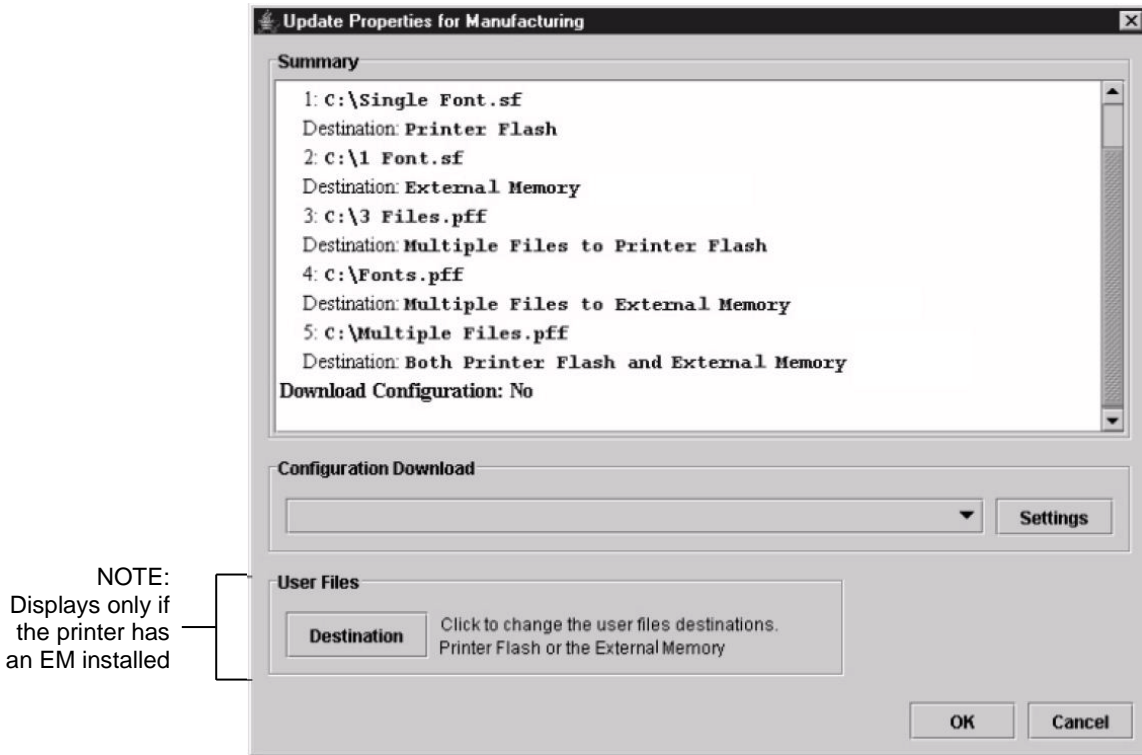 Update Properties for Manufacturing
Summary
1: C:\Single Font.sf
Destination: Printer Flash
2: C:\1 Font.sf
Destination: External Memory
3: C:\3 Files.pff
Destination: Multiple Files to Printer Flash
4: C:\Fonts.pff
Destination: Multiple Files to External Memory
5: C:\Multiple Files.pff
Destination: Both Printer Flash and External Memory
Download Configuration: No
Configuration Download
Settings
NOTE:
Displays only if
the printer has
an EM installed
User Files
Destination
Click to change the user files destinations.
Printer Flash or the External Memory
OK
Cancel